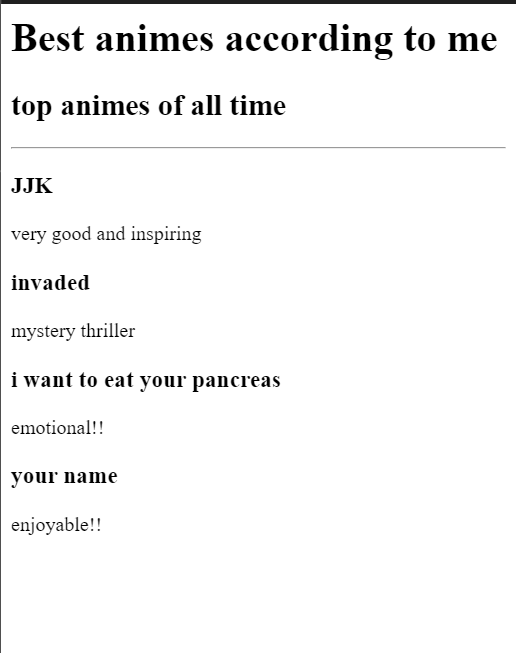 Best animes according to me
top animes of all time
JJK
very good and inspiring
invaded
mystery thriller
i want to eat your pancreas
emotional!!
your name
enjoyable!!